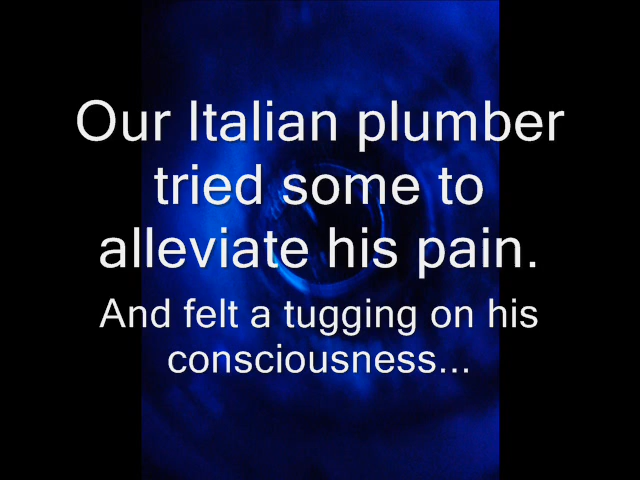 Our Italian plumber
tried some to
alleviate his pain.
And felt a tugging on his
consciousness...